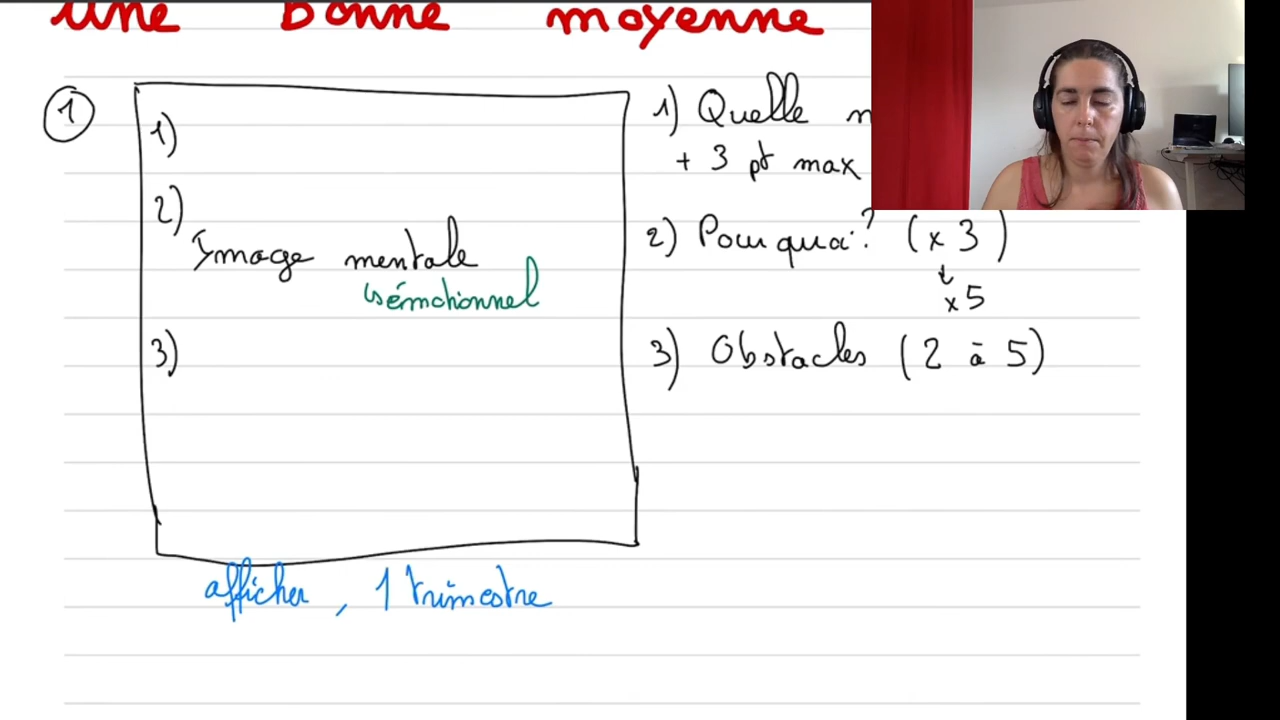 une bonne moyenne
①
1)
2)
Image mentale
↳émotionnel
3)
afficher, 1 trimestre
1) Quelle
+ 3 pt max
2) Pourquoi? (x 3)
↓
x5
3) Obstacles (2 à 5)